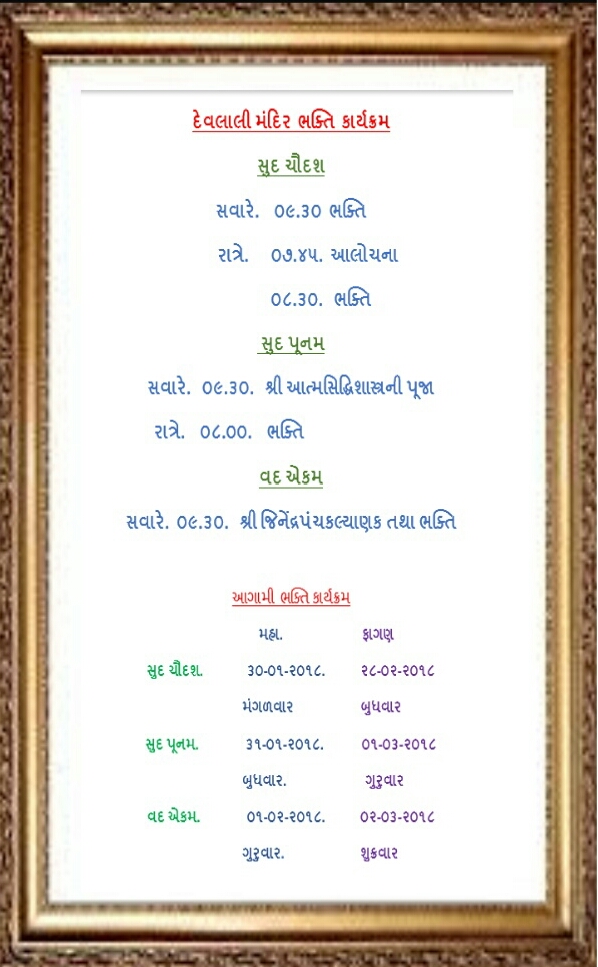 દેવલાલી મંદિર ભક્તિ કાર્યક્રમ
સુદ ચૌદશ
સવારે. ૦૯.૩૦ ભક્તિ
રાત્રે. ૦૭.૪૫. આલોચના
૦૮.૩૦. ભક્તિ
સુદ પૂનમ
સવારે. ૦૯.૩૦. શ્રી આત્મસિદ્ધિશાસ્ત્રની પૂજા
રાત્રે. ૦૮.૦૦. ભક્તિ
વદ એકમ
સવારે. ૦૯.૩૦. શ્રી જિનેંદ્રપંચકલ્યાણક તથા ભક્તિ
આગામી ભક્તિ કાર્યક્રમ
મહા. ફાગણ
સુદ ચૌદશ. ૩૦-૦૧-૨૦૧૮. ૨૮-૦૨-૨૦૧૮
મંગળવાર બુધવાર
સુદ પૂનમ. ૩૧-૦૧-૨૦૧૮. ૦૧-૦૩-૨૦૧૮
બુધવાર. ગુરુવાર
વદ એકમ. ૦૧-૦૨-૨૦૧૮. ૦૨-૦૩-૨૦૧૮
ગુરુવાર. શુક્રવાર